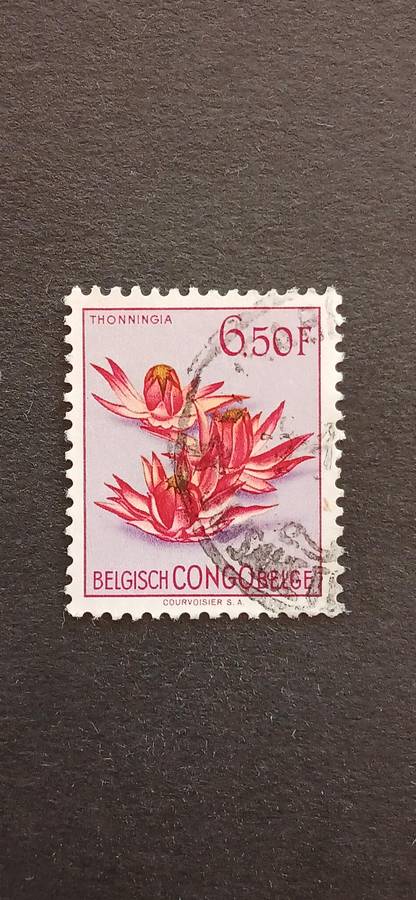 THONNINGIA
6.50F
BELGISCH CONGO BELGE
COURVOISIER S. A.